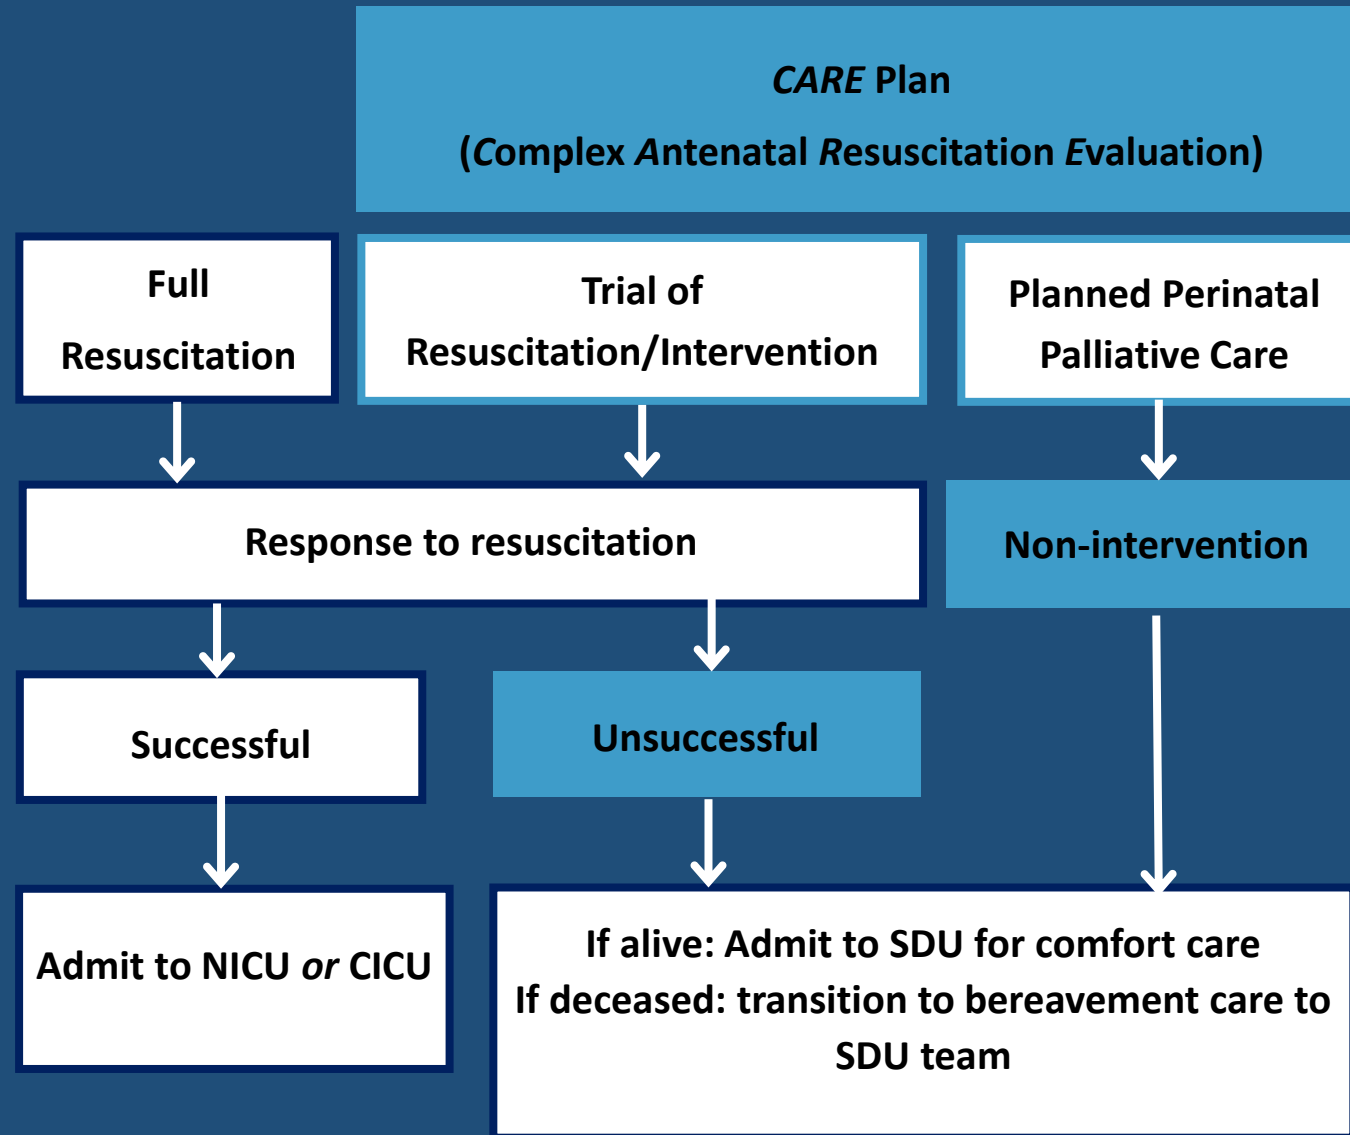 CARE Plan
(Complex Antenatal Resuscitation Evaluation)
Full
Resuscitation
Trial of
Resuscitation/Intervention
Planned Perinatal
Palliative Care
Response to resuscitation
Non-intervention
Successful
Unsuccessful
Admit to NICU or CICU
If alive: Admit to SDU for comfort care
If deceased: transition to bereavement care to
SDU team